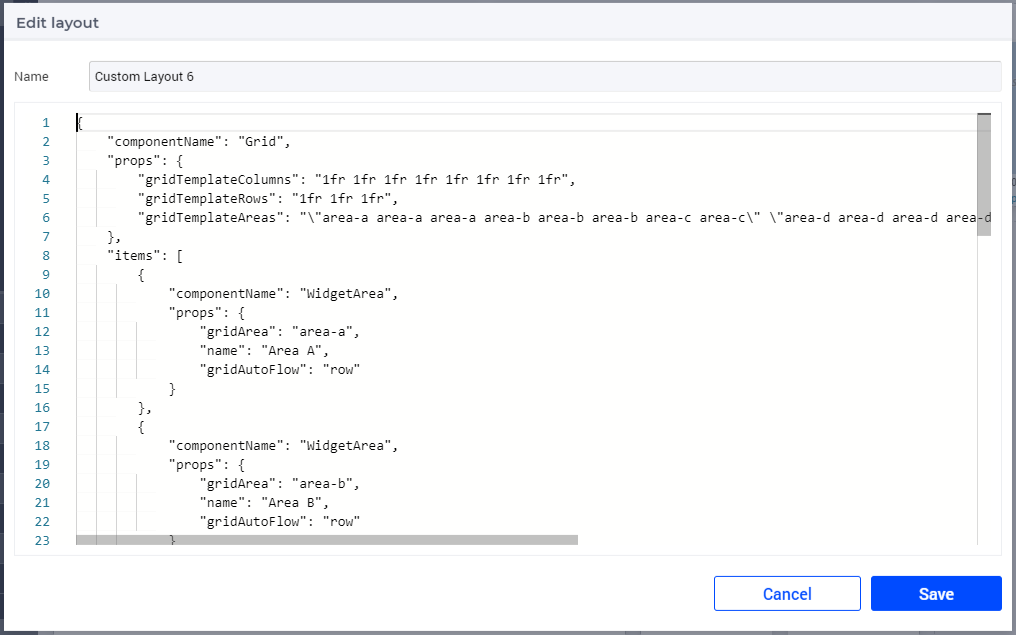 Edit layout
Name
Custom Layout 6
1 {
2 "componentName": "Grid",
3 "props": {
4 "gridTemplateColumns": "1fr 1fr 1fr 1fr 1fr 1fr 1fr 1fr",
5 "gridTemplateRows": "1fr 1fr 1fr",
6 "gridTemplateAreas": "\"area-a area-a area-a area-b area-b area-b area-c area-c\" \"area-d area-d area-d area-d
7 },
8 "items": [
9 {
10 "componentName": "WidgetArea",
11 "props": {
12 "gridArea": "area-a",
13 "name": "Area A",
14 "gridAutoFlow": "row"
15 }
16 },
17 {
18 "componentName": "WidgetArea",
19 "props": {
20 "gridArea": "area-b",
21 "name": "Area B",
22 "gridAutoFlow": "row"
23 }
Cancel
Save